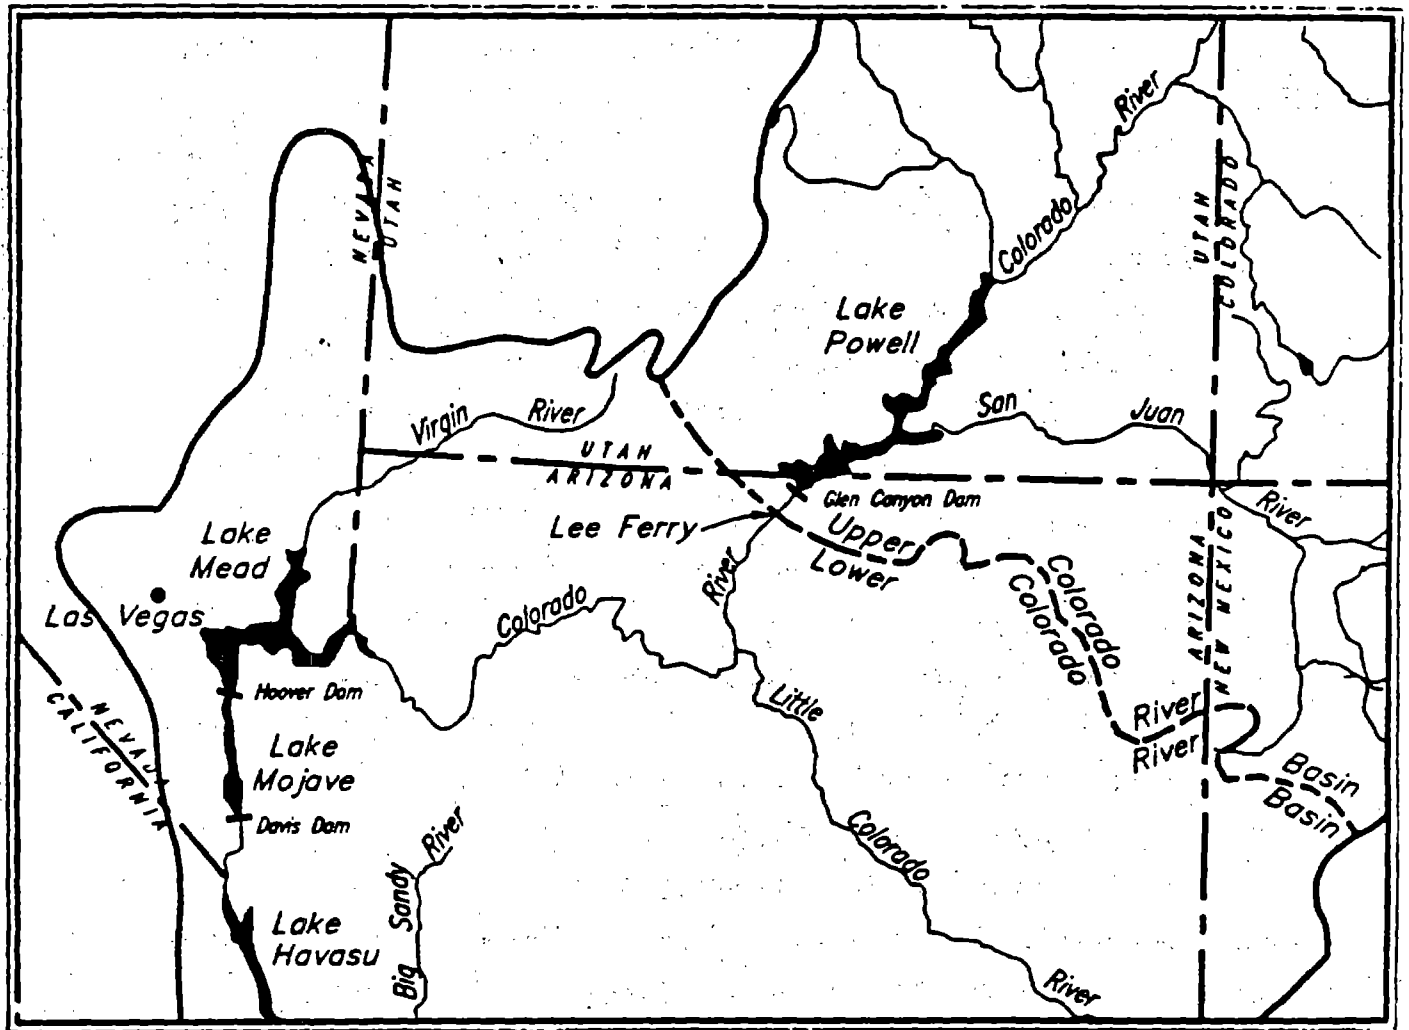 River
NEVADA
UTAH
UTAH
COLORADO
Colorado
Lake
Powell
Virgin River
San Juan
UTAH
ARIZONA
Glen Canyon Dam
River
Lee Ferry
Upper
Lower
Lake
Mead
River
Las Vegas
Colorado
Colorado
Colorado
ARIZONA
NEW MEXICO
Hoover Dam
Little
River
River
NEVADA
CALIFORNIA
Lake
Mojave
Basin
Basin
Davis Dam
Colorado
Big Sandy River
Lake
Havasu
River